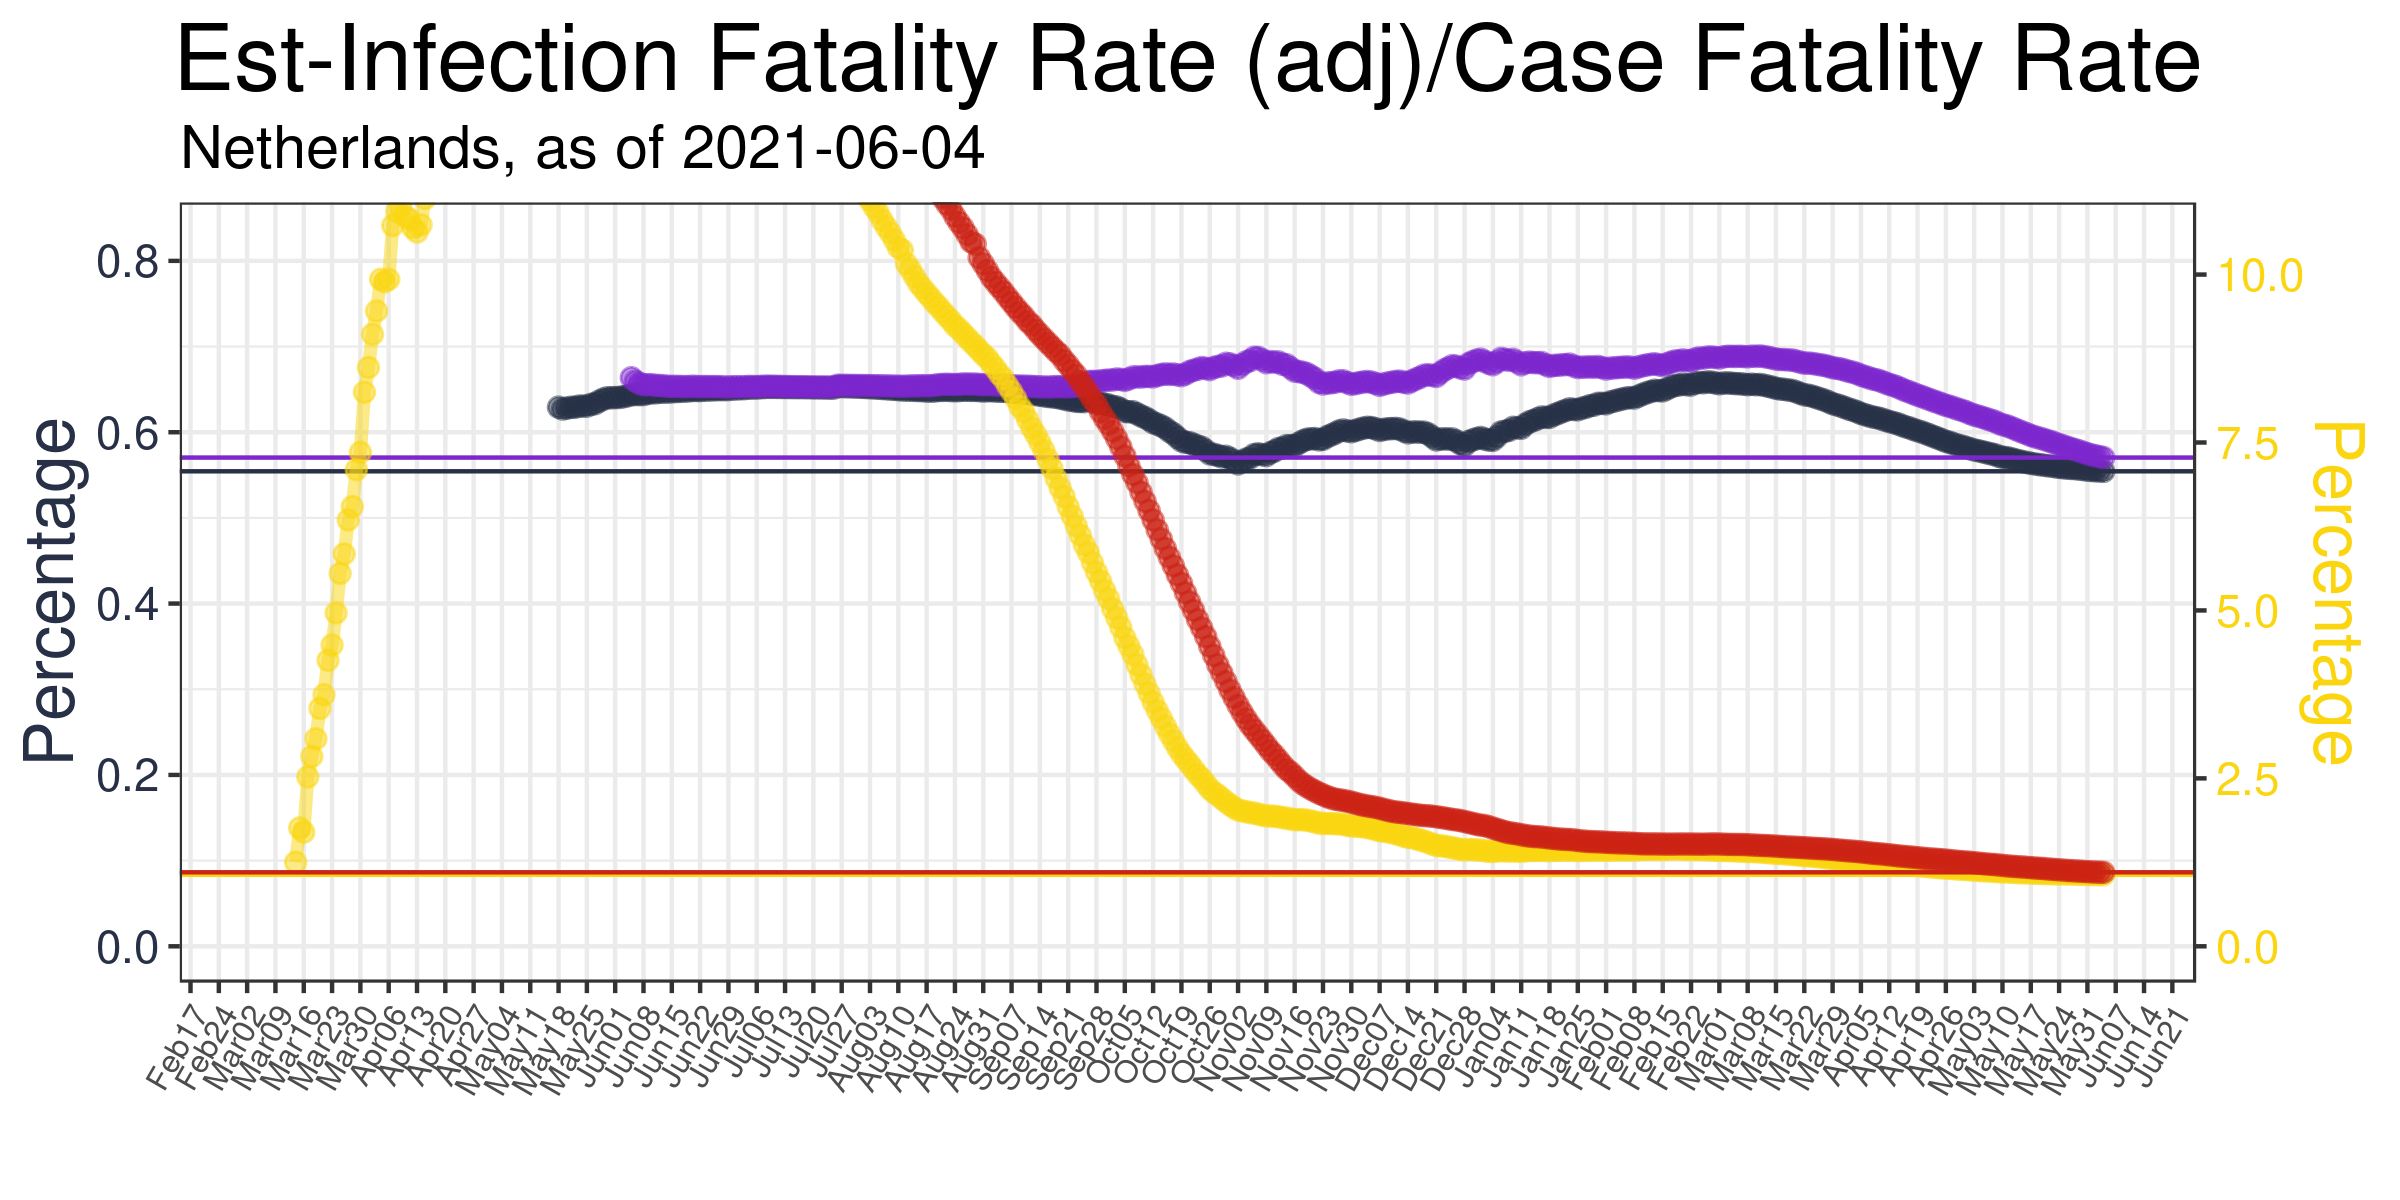 Est-Infection Fatality Rate (adj)/Case Fatality Rate
Netherlands, as of 2021-06-04
Percentage
0.8
0.6
0.4
0.2
0.0
10.0
7.5
5.0
2.5
0.0
Percentage
Feb17
Feb24
Mar02
Mar09
Mar16
Mar23
Mar30
Apr06
Apr13
Apr20
Apr27
May04
May11
May18
May25
Jun01
Jun08
Jun15
Jun22
Jun29
Jul06
Jul13
Jul20
Jul27
Aug03
Aug10
Aug17
Aug24
Aug31
Sep07
Sep14
Sep21
Sep28
Oct05
Oct12
Oct19
Oct26
Nov02
Nov09
Nov16
Nov23
Nov30
Dec07
Dec14
Dec21
Dec28
Jan04
Jan11
Jan18
Jan25
Feb01
Feb08
Feb15
Feb22
Mar01
Mar08
Mar15
Mar22
Mar29
Apr05
Apr12
Apr19
Apr26
May03
May10
May17
May24
May31
Jun07
Jun14
Jun21